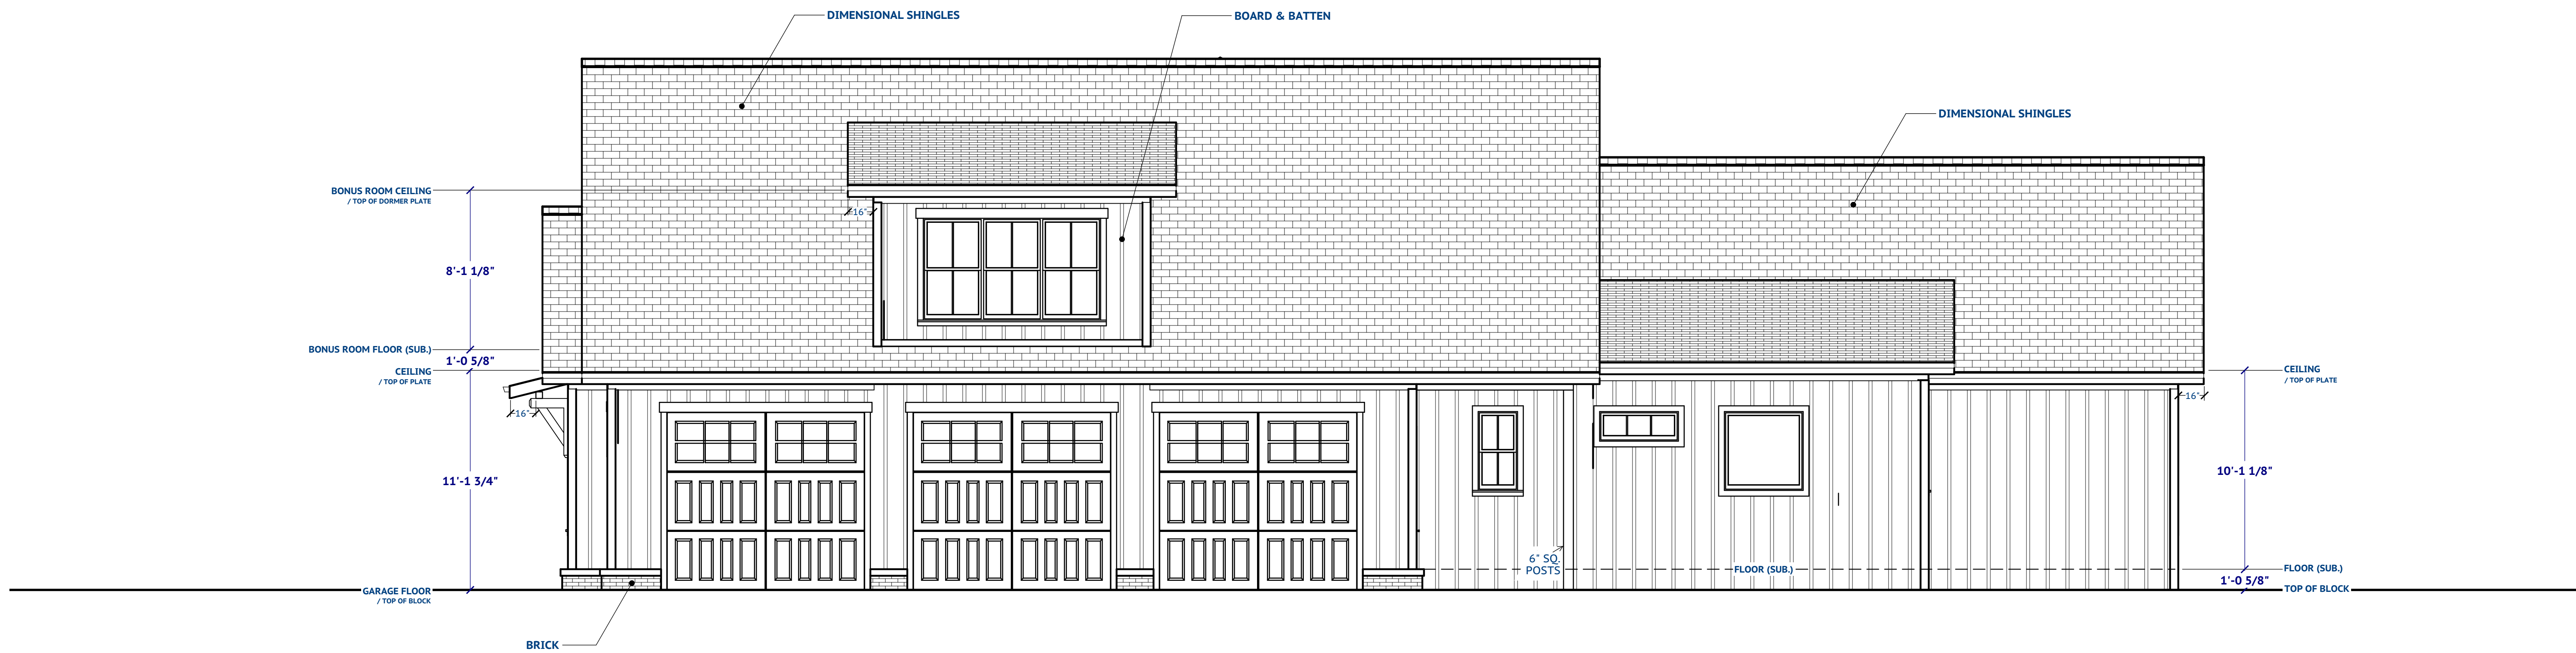 DIMENSIONAL SHINGLES
BOARD & BATTEN
DIMENSIONAL SHINGLES
BONUS ROOM CEILING
/ TOP OF DORMER PLATE
16"
8'-1 1/8"
BONUS ROOM FLOOR (SUB.)
1'-0 5/8"
CEILING
/ TOP OF PLATE
16"
11'-1 3/4"
GARAGE FLOOR
/ TOP OF BLOCK
BRICK
6" SQ.
POSTS
FLOOR (SUB.)
CEILING
/ TOP OF PLATE
16"
10'-1 1/8"
FLOOR (SUB.)
1'-0 5/8"
TOP OF BLOCK